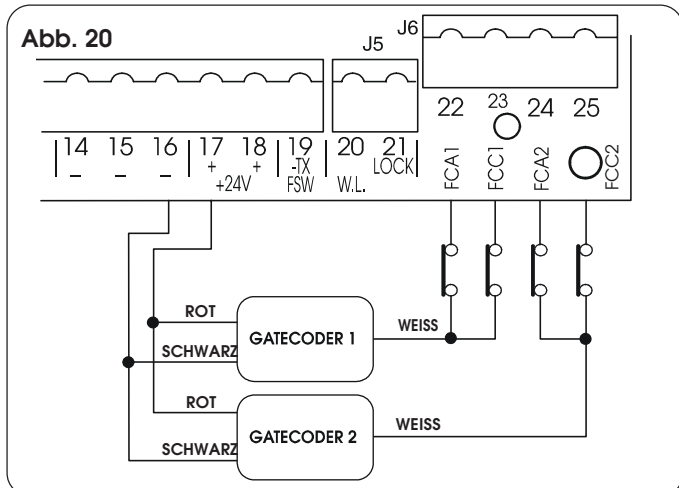 Abb. 20
J6
J5
22 23 24 25
14 15 16 17 18 19 20 21
– – – + + -TX LOCK
+24V FSW W.L.
FCA1 FCC1 FCA2 FCC2
ROT
GATECODER 1
WEISS
SCHWARZ
ROT
GATECODER 2
WEISS
SCHWARZ